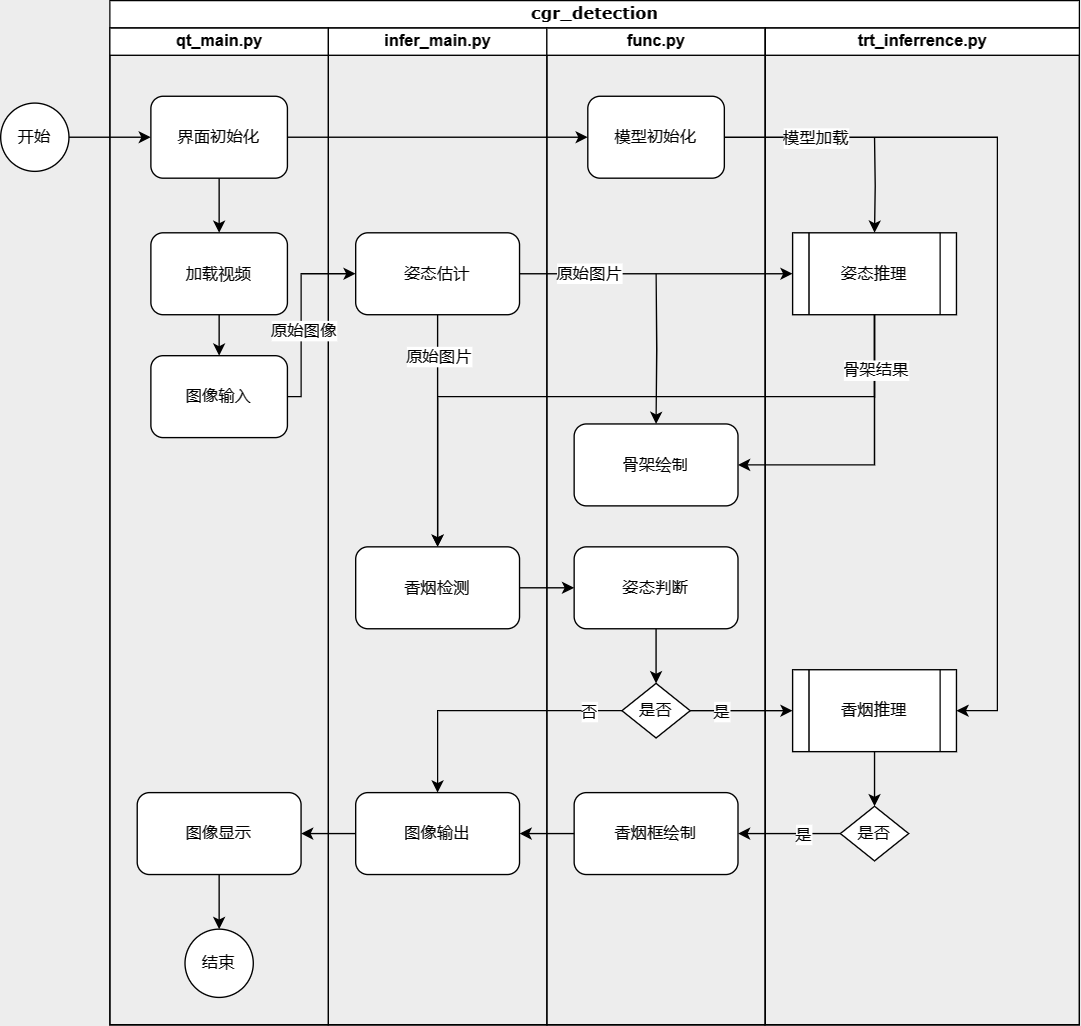 cgr_detection
qt_main.py
infer_main.py
func.py
trt_inferrence.py
开始
界面初始化
模型初始化
模型加载
加载视频
姿态估计
原始图片
姿态推理
原始图像
原始图片
骨架结果
图像输入
骨架绘制
香烟检测
姿态判断
否
是否
是
香烟推理
图像显示
图像输出
香烟框绘制
是
是否
结束